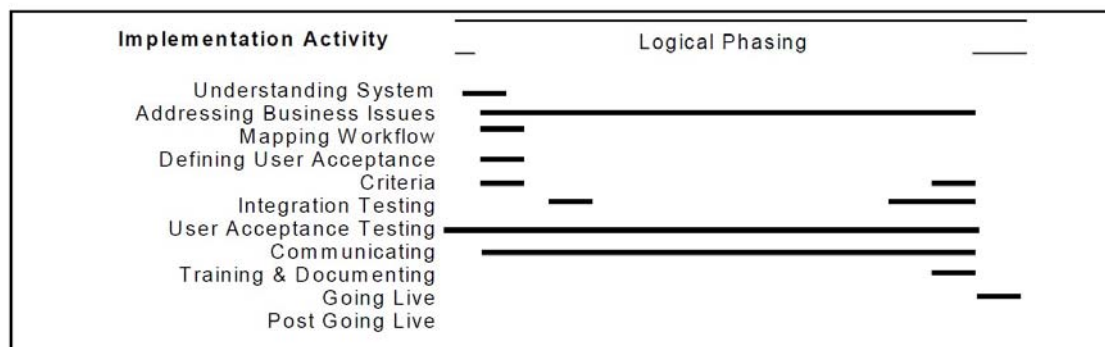 Implementation Activity
Logical Phasing
Understanding System
Addressing Business Issues
Mapping Workflow
Defining User Acceptance
Criteria
Integration Testing
User Acceptance Testing
Communicating
Training & Documenting
Going Live
Post Going Live